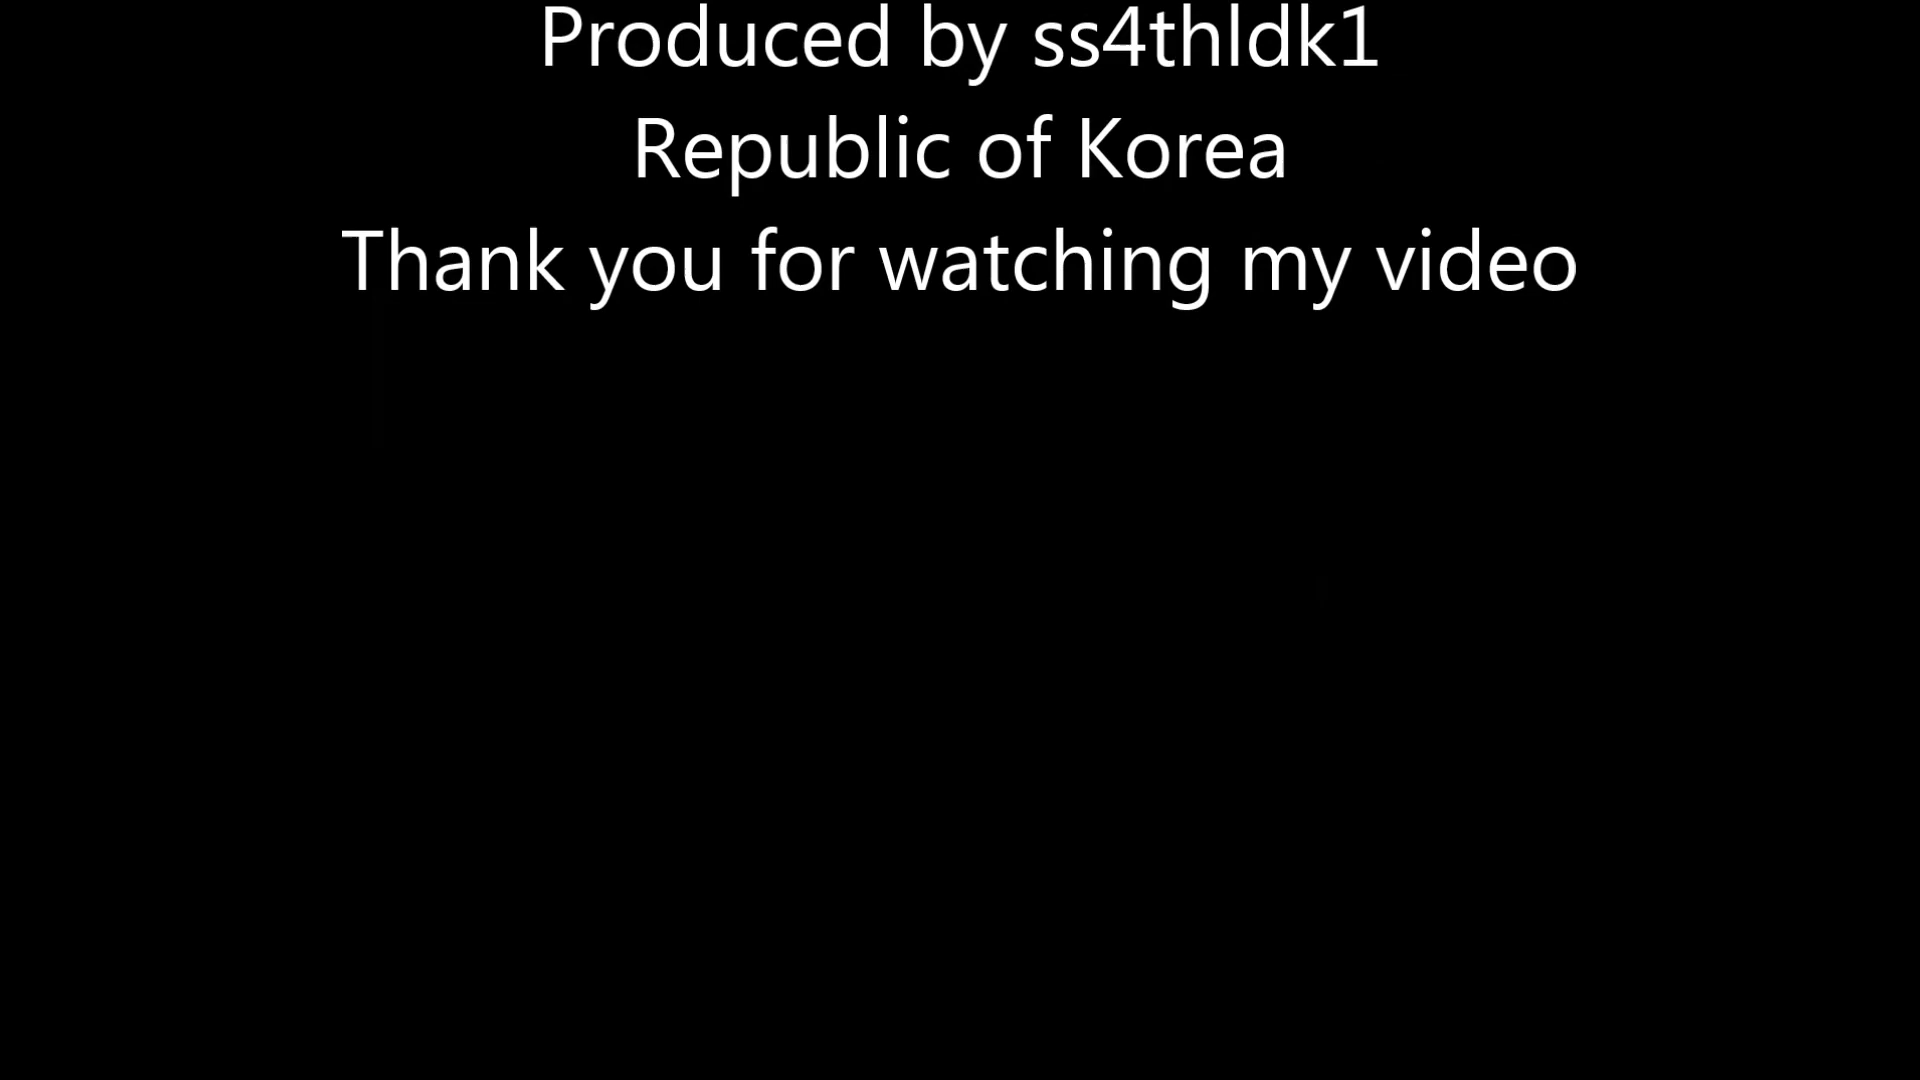 Produced by ss4thldk1
Republic of Korea
Thank you for watching my video